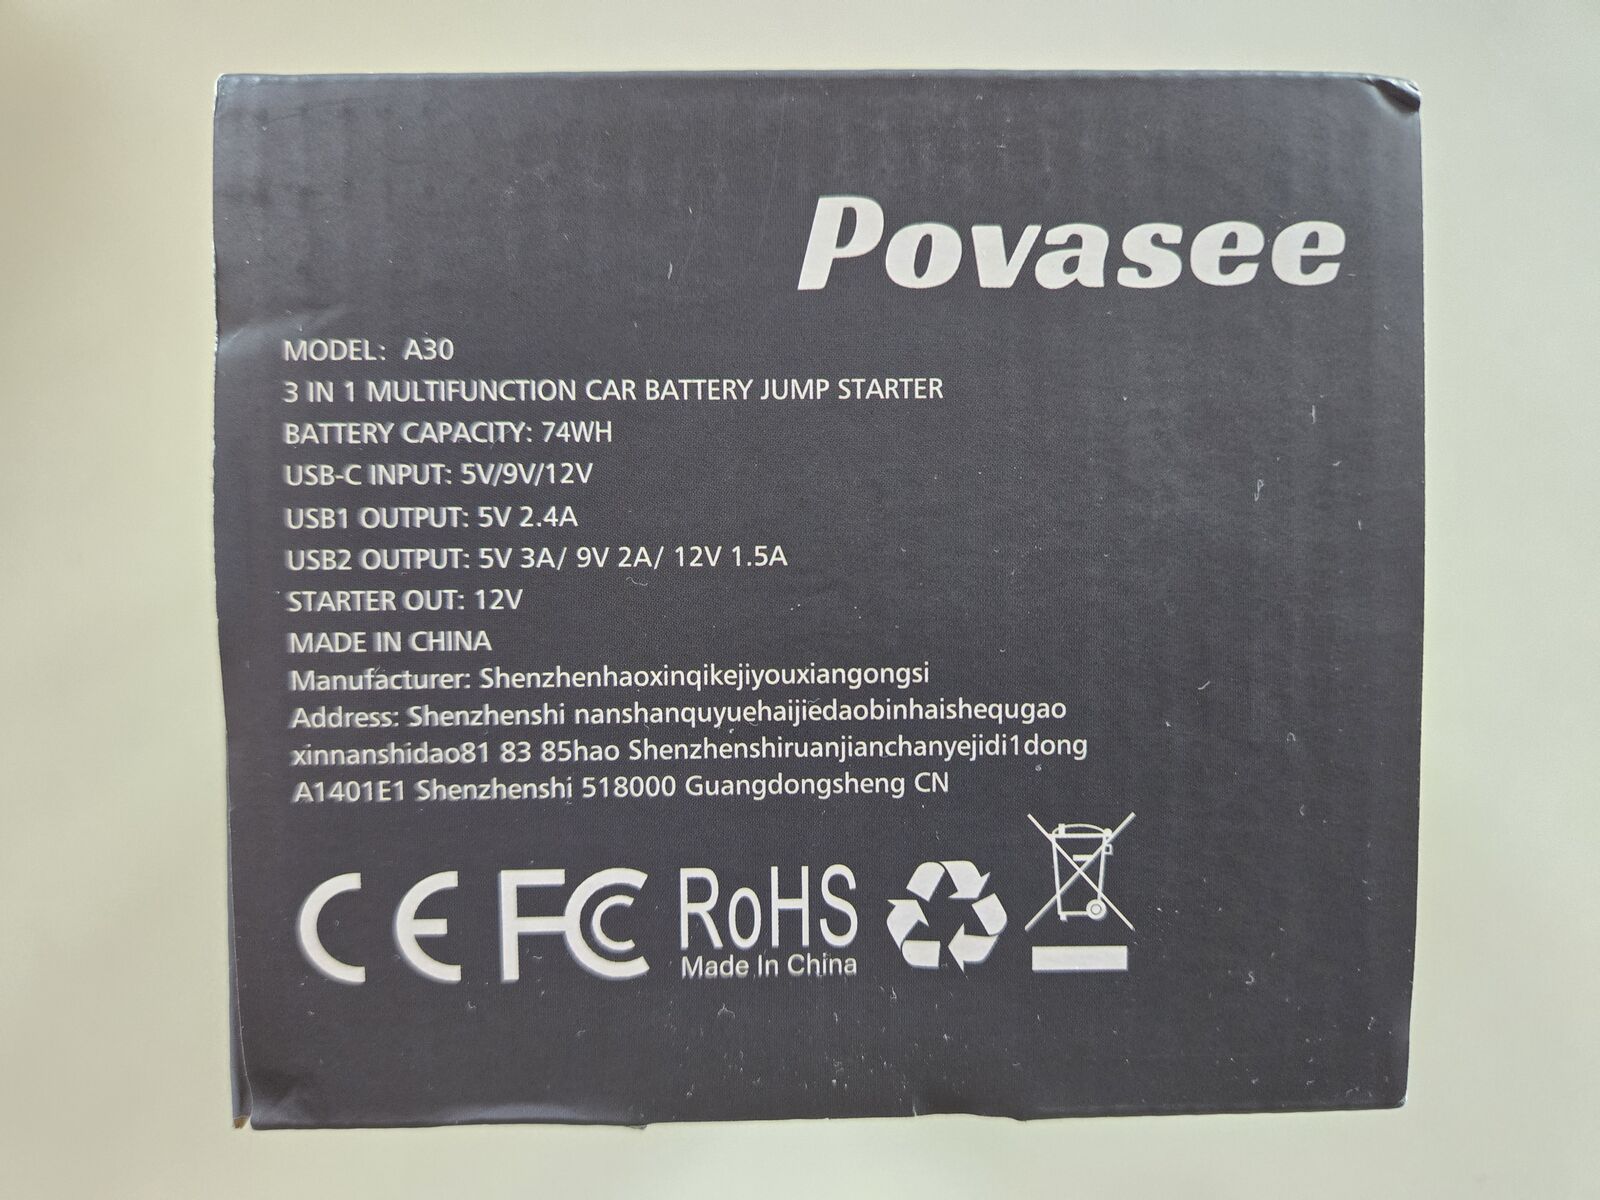 Povasee
MODEL: A30
3 IN 1 MULTIFUNCTION CAR BATTERY JUMP STARTER
BATTERY CAPACITY: 74WH
USB-C INPUT: 5V/9V/12V
USB1 OUTPUT: 5V 2.4A
USB2 OUTPUT: 5V 3A/ 9V 2A/ 12V 1.5A
STARTER OUT: 12V
MADE IN CHINA
Manufacturer: Shenzhenhaoxinqikejiyouxiangongsi
Address: Shenzhenshi nanshanquyuehaijiedaobinhaishequgao
xinnanshidao81 83 85hao Shenzhenshiruanjianchanyejidi1dong
A1401E1 Shenzhenshi 518000 Guangdongsheng CN
CE FC RoHS
Made In China